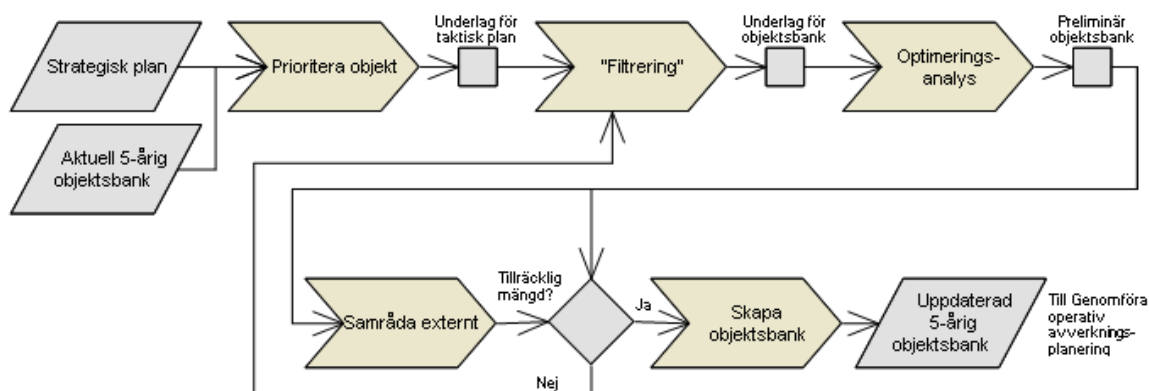 Strategisk plan
Aktuell 5-årig
objektsbank
Prioritera objekt
Underlag för
taktisk plan
"Filtrering"
Underlag för
objektsbank
Optimerings-
analys
Preliminär
objektsbank
Samråda externt
Tillräcklig
mängd?
Ja
Nej
Skapa
objektsbank
Uppdaterad
5-årig
objektsbank
Till Genomföra
operativ
avverknings-
planering